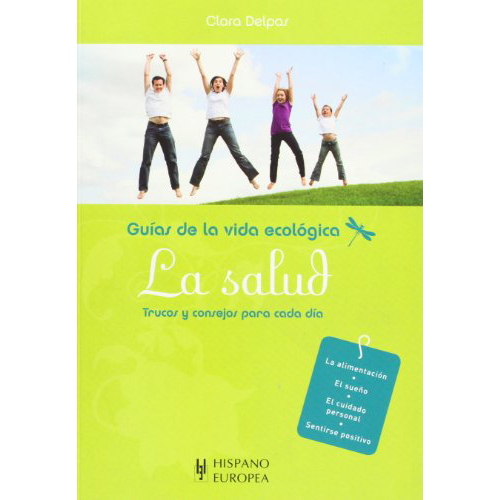 Clara Delpas
Guías de la vida ecológica
La salud
Trucos y consejos para cada día
La alimentación
•
El sueño
•
El cuidado
personal
•
Sentirse positivo
HISPANO
EUROPEA